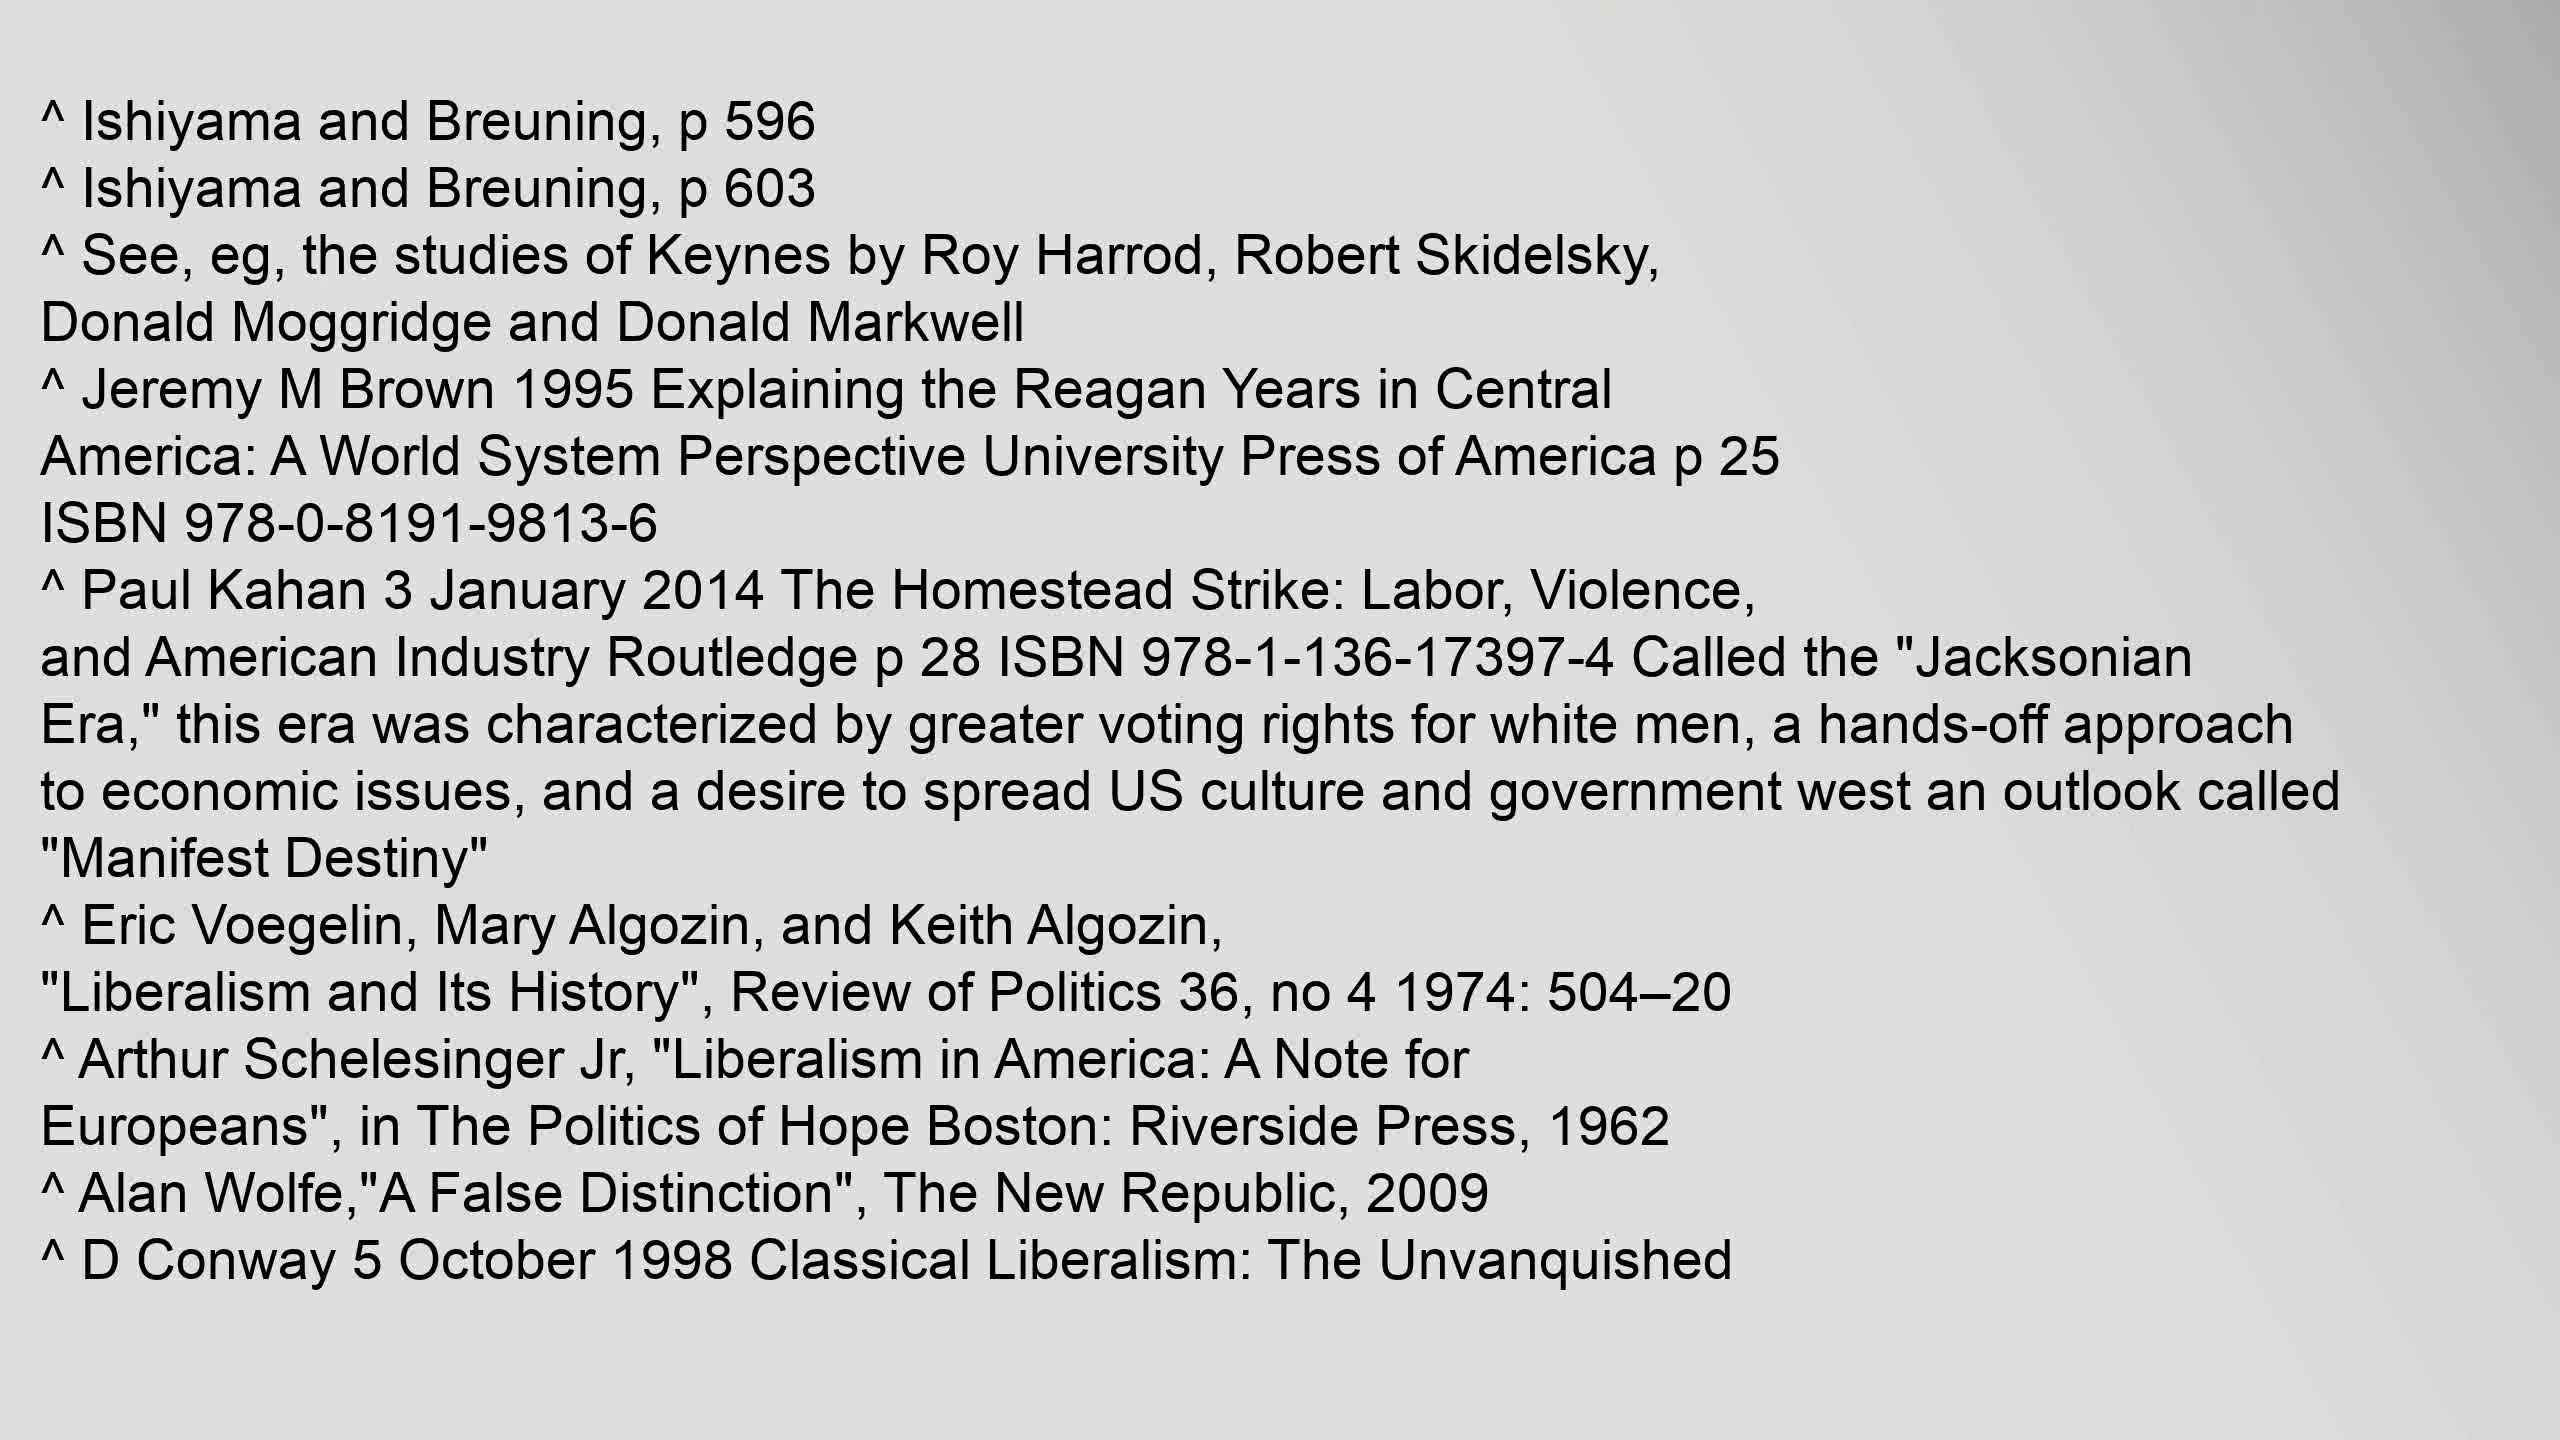 ^ Ishiyama and Breuning, p 596
^ Ishiyama and Breuning, p 603
^ See, eg, the studies of Keynes by Roy Harrod, Robert Skidelsky,
Donald Moggridge and Donald Markwell
^ Jeremy M Brown 1995 Explaining the Reagan Years in Central
America: A World System Perspective University Press of America p 25
ISBN 978-0-8191-9813-6
^ Paul Kahan 3 January 2014 The Homestead Strike: Labor, Violence,
and American Industry Routledge p 28 ISBN 978-1-136-17397-4 Called the "Jacksonian
Era," this era was characterized by greater voting rights for white men, a hands-off approach
to economic issues, and a desire to spread US culture and government west an outlook called
"Manifest Destiny"
^ Eric Voegelin, Mary Algozin, and Keith Algozin,
"Liberalism and Its History", Review of Politics 36, no 4 1974: 504–20
^ Arthur Schelesinger Jr, "Liberalism in America: A Note for
Europeans", in The Politics of Hope Boston: Riverside Press, 1962
^ Alan Wolfe,"A False Distinction", The New Republic, 2009
^ D Conway 5 October 1998 Classical Liberalism: The Unvanquished